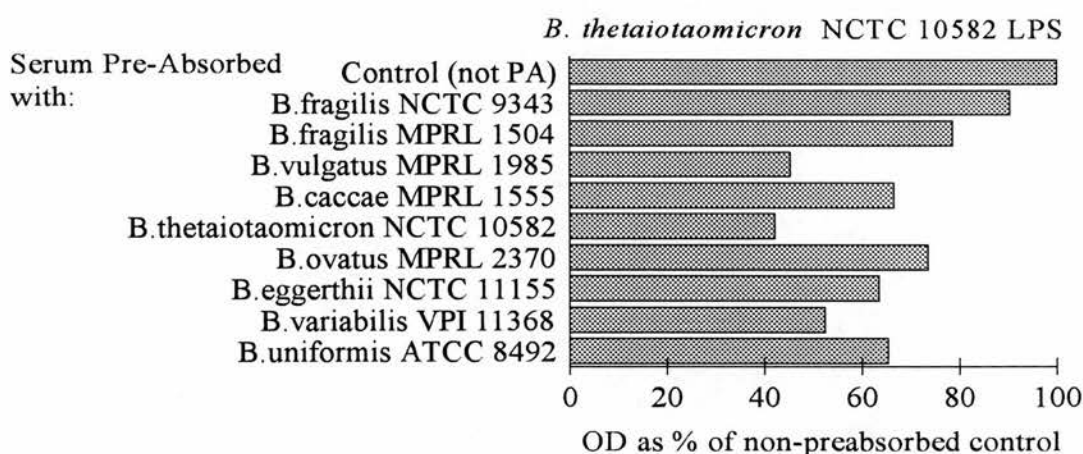 B. thetaiotaomicron NCTC 10582 LPS
Serum Pre-Absorbed
with:
Control (not PA)
B.fragilis NCTC 9343
B.fragilis MPRL 1504
B.vulgatus MPRL 1985
B.caccae MPRL 1555
B.thetaiotaomicron NCTC 10582
B.ovatus MPRL 2370
B.eggerthii NCTC 11155
B.variabilis VPI 11368
B.uniformis ATCC 8492
0 20 40 60 80 100
OD as % of non-preabsorbed control